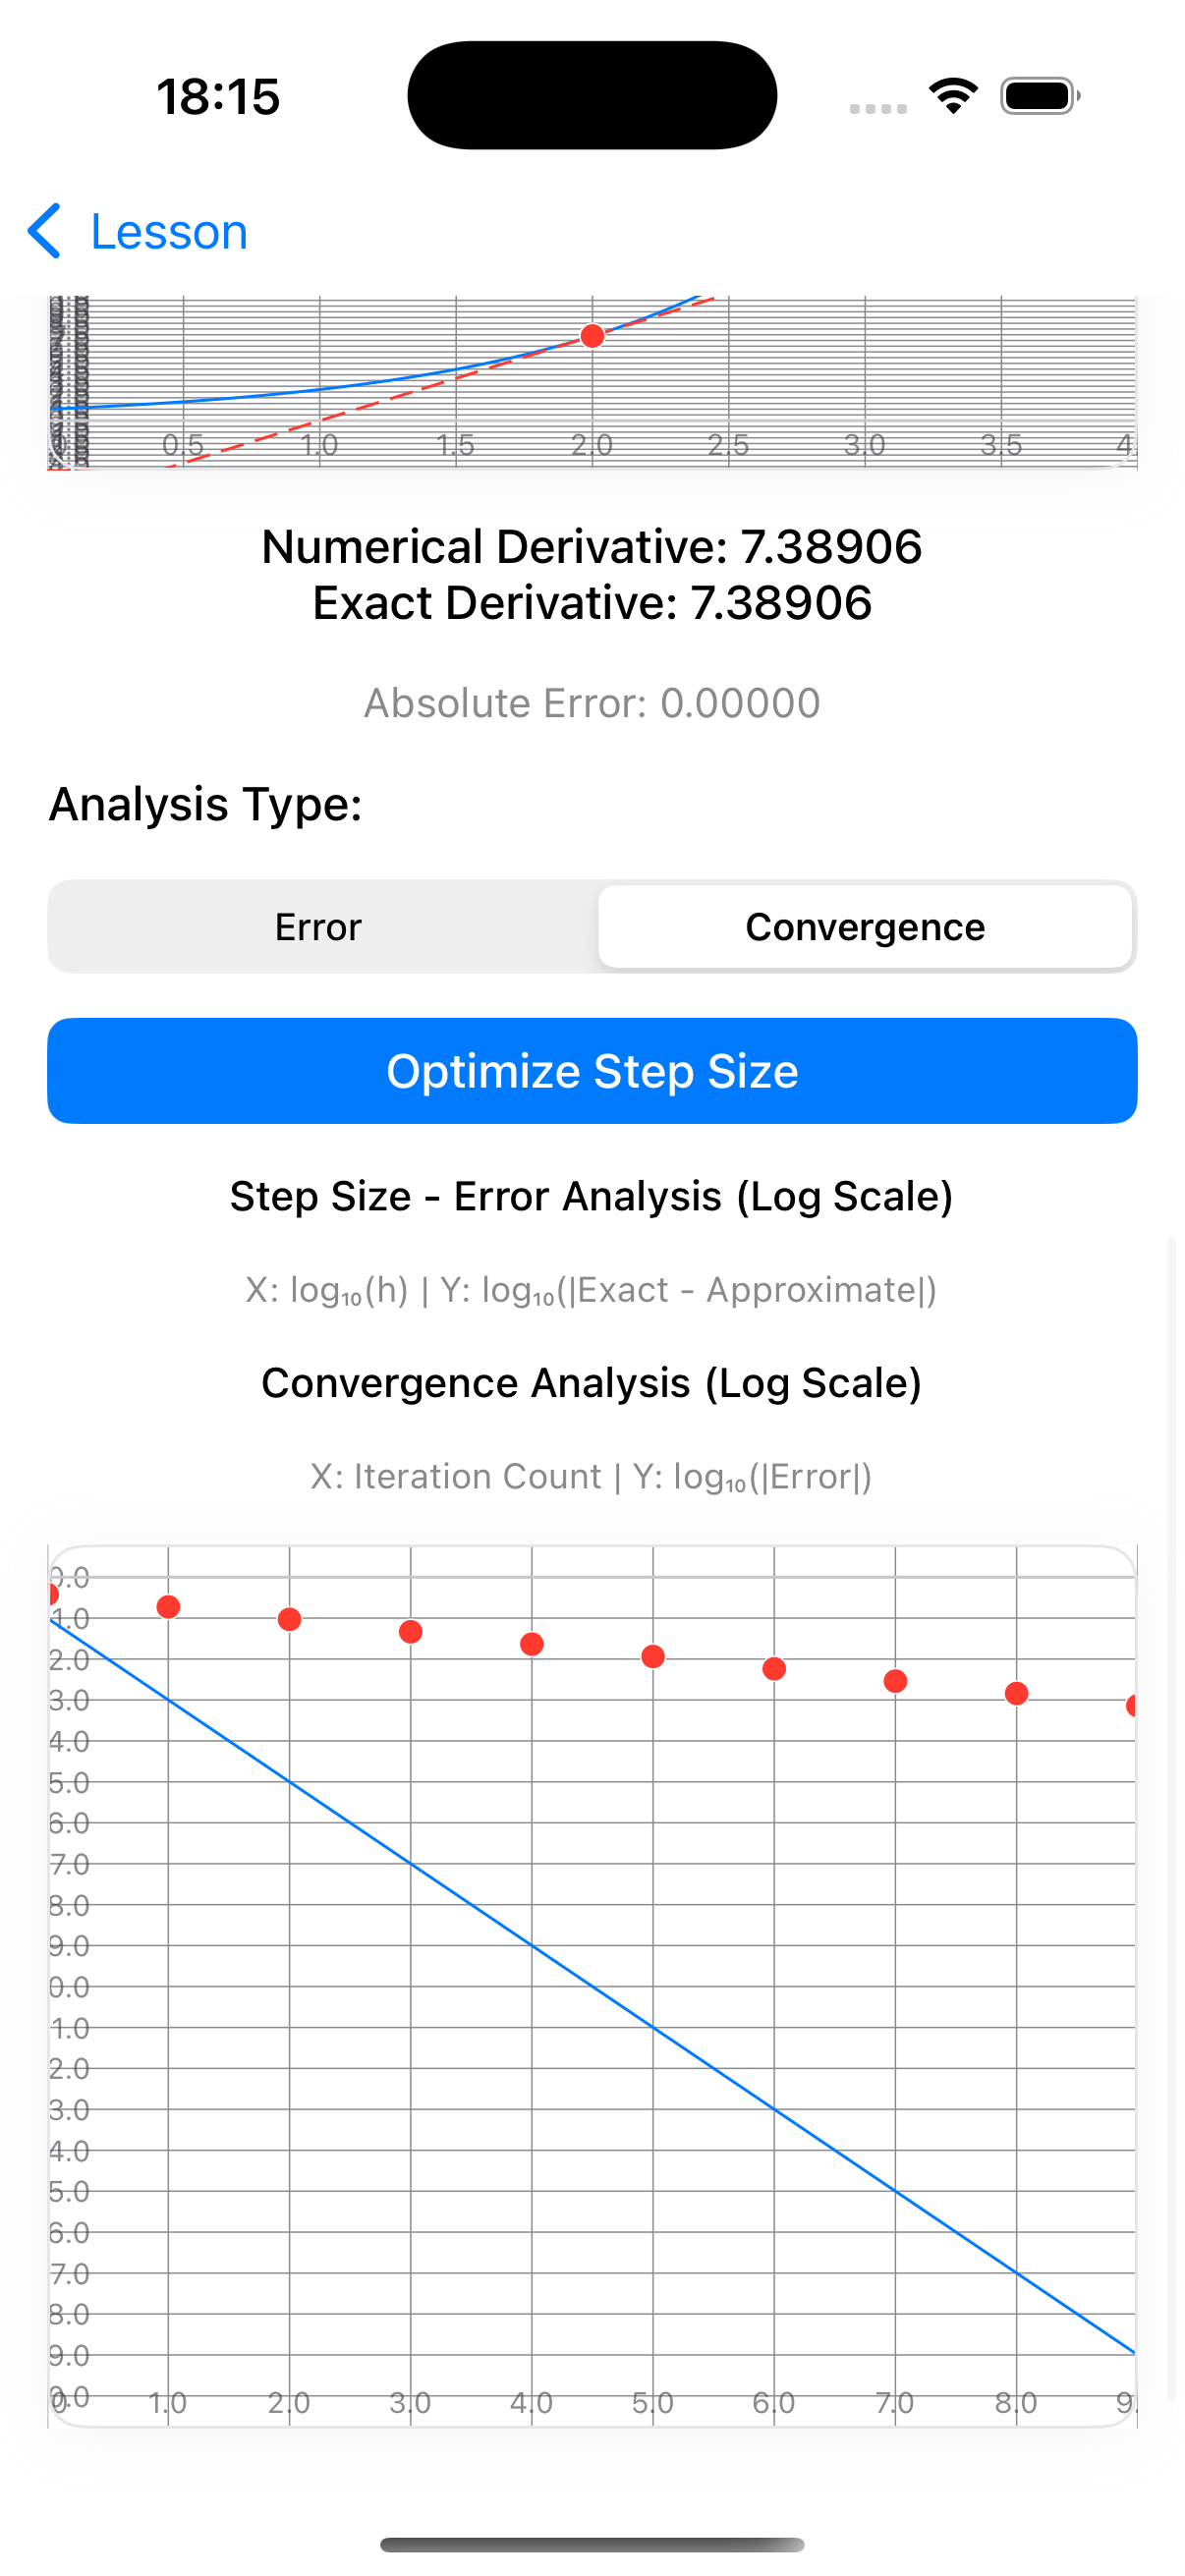 18:15
Lesson
0.5 1.0 1.5 2.0 2.5 3.0 3.5 4.
Numerical Derivative: 7.38906
Exact Derivative: 7.38906
Absolute Error: 0.00000
Analysis Type:
Error Convergence
Optimize Step Size
Step Size - Error Analysis (Log Scale)
X: log₁₀(h) | Y: log₁₀(|Exact - Approximate|)
Convergence Analysis (Log Scale)
X: Iteration Count | Y: log₁₀(|Error|)
0.0
1.0
2.0
3.0
4.0
5.0
6.0
7.0
8.0
9.0
0.0
1.0
2.0
3.0
4.0
5.0
6.0
7.0
8.0
9.0
0.0
1.0 2.0 3.0 4.0 5.0 6.0 7.0 8.0 9.